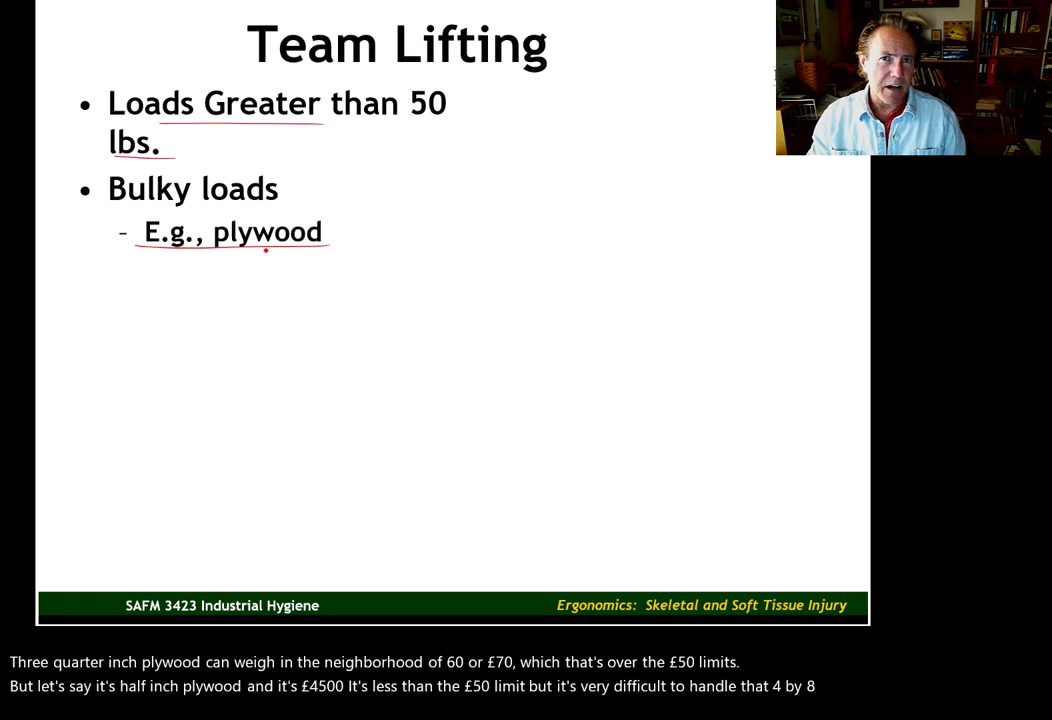 Team Lifting
• Loads Greater than 50
lbs.
• Bulky loads
– E.g., plywood
SAFM 3423 Industrial Hygiene
Ergonomics: Skeletal and Soft Tissue Injury
Three quarter inch plywood can weigh in the neighborhood of 60 or £70, which that's over the £50 limits.
But let's say it's half inch plywood and it's £4500 It's less than the £50 limit but it's very difficult to handle that 4 by 8